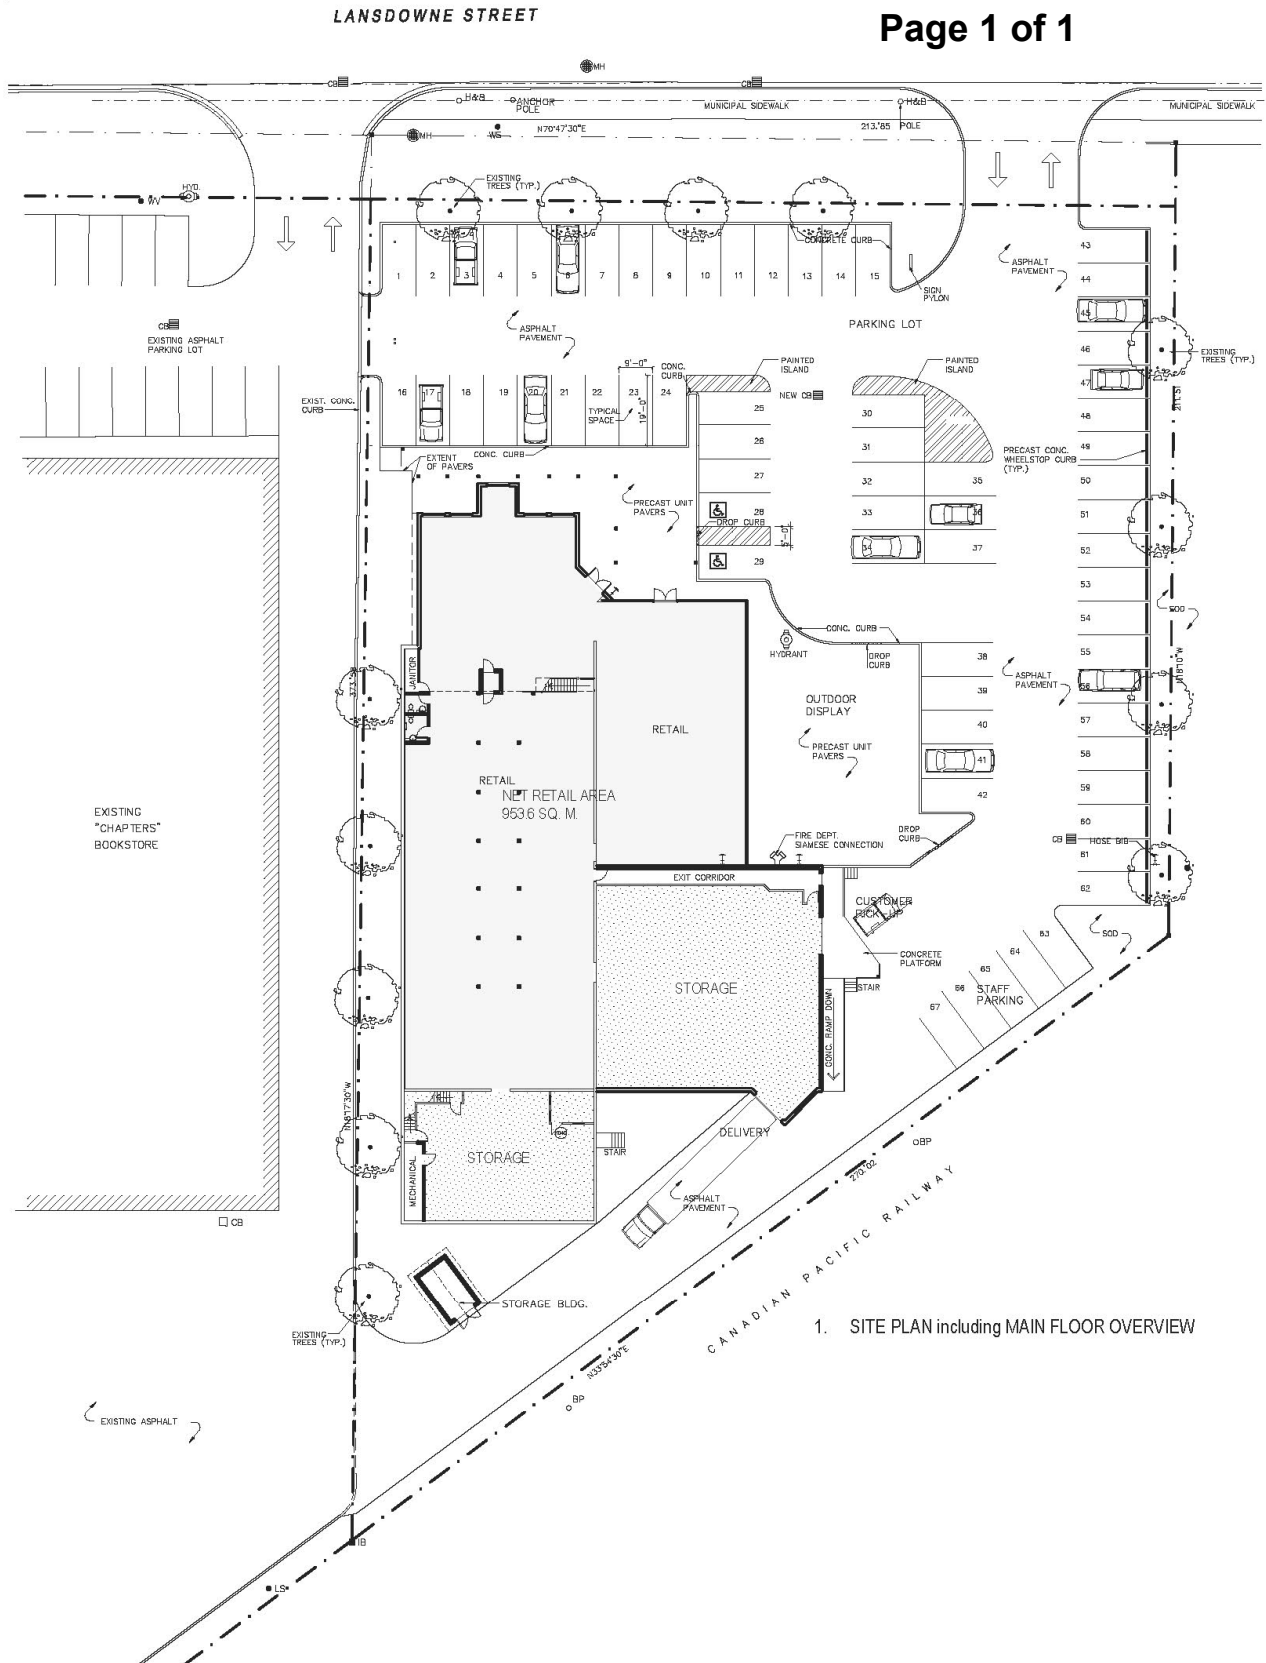 LANSDOWNE STREET
Page 1 of 1
CB
MH
CB
H&B
ANCHOR
POLE
MUNICIPAL SIDEWALK
H&B
POLE
MUNICIPAL SIDEWALK
MH
WS
N70°47'30"E
213.'85
HYD.
WV
EXISTING
TREES (TYP.)
CONCRETE CURB
ASPHALT
PAVEMENT
SIGN
PYLON
1 2 3 4 5 6 7 8 9 10 11 12 13 14 15
43
44
45
46
47
48
49
50
51
52
53
54
55
56
57
58
59
60
61
62
CB
EXISTING ASPHALT
PARKING LOT
ASPHALT
PAVEMENT
PARKING LOT
EXISTING
TREES (TYP.)
9'-0"
CONC.
CURB
PAINTED
ISLAND
PAINTED
ISLAND
16 17 18 19 20 21 22 23 24
19'-0"
TYPICAL
SPACE
NEW CB
EXIST. CONC.
CURB
211.'51
25
26
27
28
29
30
31
32
33
34
35
36
37
PRECAST CONC.
WHEELSTOP CURB
(TYP.)
EXTENT
OF PAVERS
CONC. CURB
PRECAST UNIT
PAVERS
DROP CURB
5'-0"
SOD
CONC. CURB
HYDRANT
DROP
CURB
38
39
40
41
42
ASPHALT
PAVEMENT
JANITOR
OUTDOOR
DISPLAY
PRECAST UNIT
PAVERS
RETAIL
RETAIL
NET RETAIL AREA
953.6 SQ. M.
EXISTING
"CHAPTERS"
BOOKSTORE
FIRE DEPT.
SIAMESE CONNECTION
DROP
CURB
CB
HOSE BIB
EXIT CORRIDOR
CUSTOMER
PICK-UP
CONCRETE
PLATFORM
STAIR
SOD
63
64
65
66
67
STAFF
PARKING
STORAGE
CONC. RAMP DOWN
DELIVERY
STAIR
STORAGE
MECHANICAL
BP
270.'02
CANADIAN PACIFIC RAILWAY
ASPHALT
PAVEMENT
CB
STORAGE BLDG.
EXISTING
TREES (TYP.)
1. SITE PLAN including MAIN FLOOR OVERVIEW
N33°54'30"E
BP
EXISTING ASPHALT
IB
LS